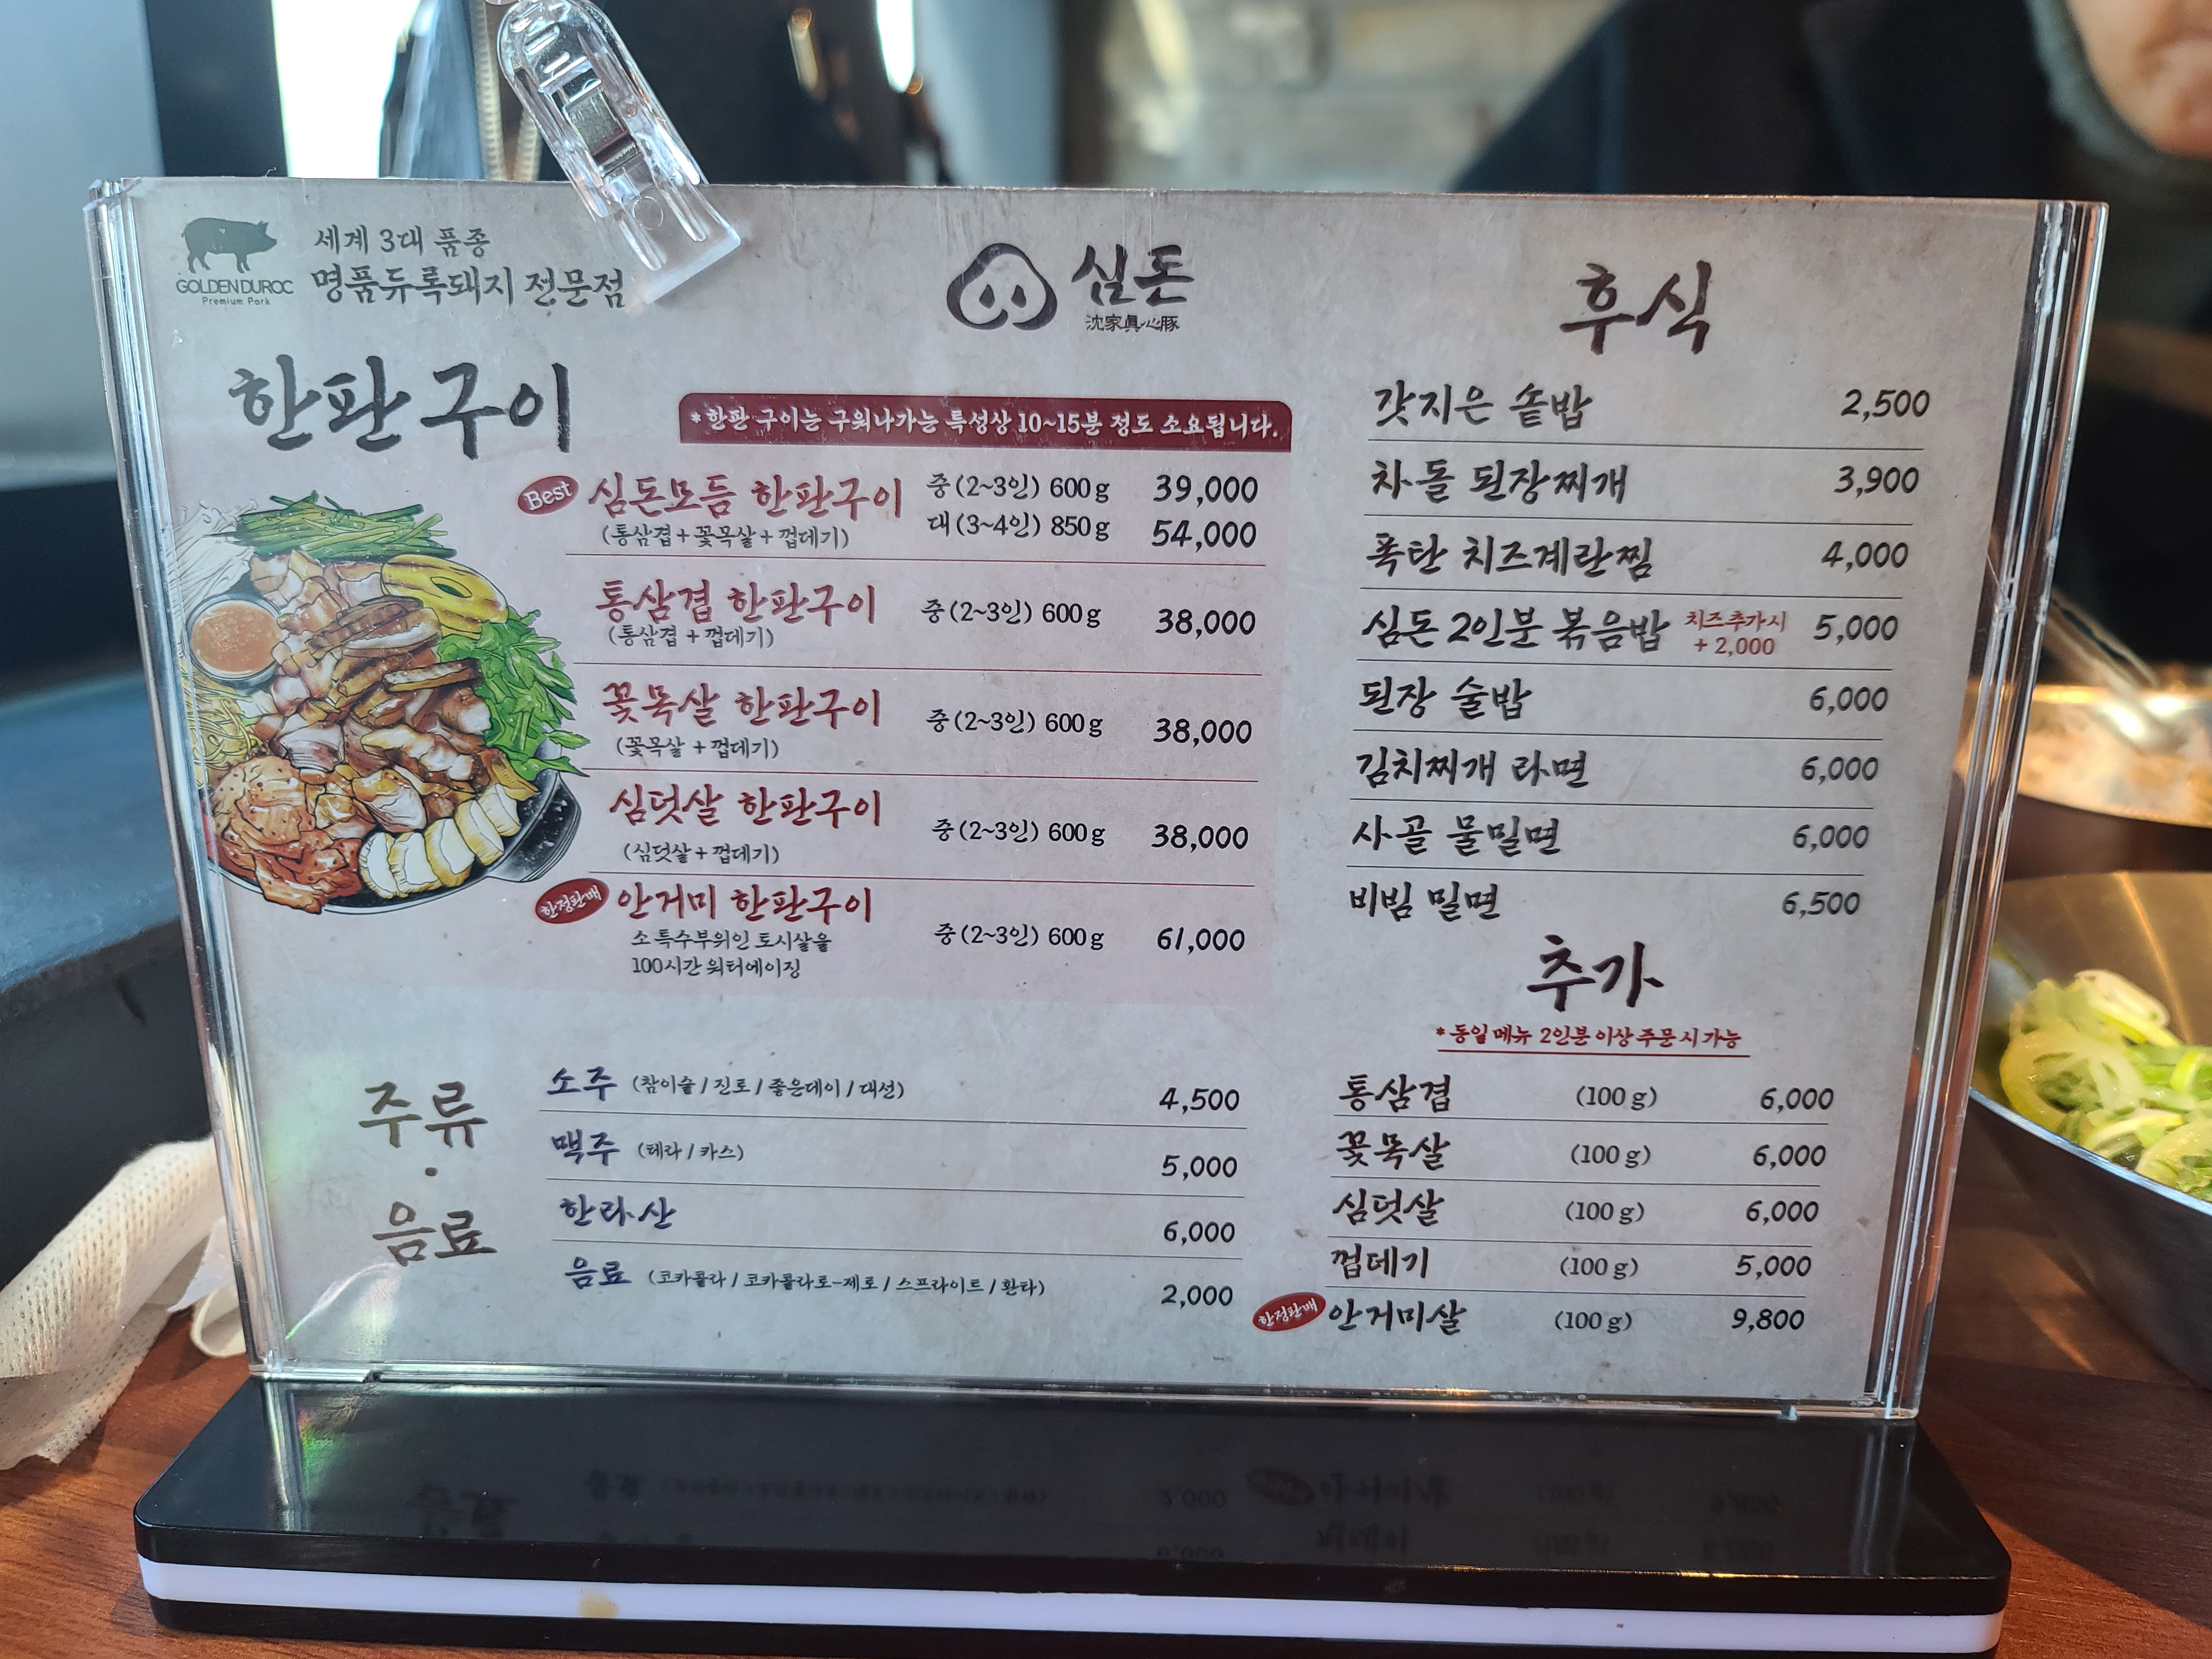 GOLDEN DUROC
Premium Pork
세계 3대 품종
명품듀록돼지 전문점
심돈
沈家眞心豚
한판구이
*한판 구이는 구워나가는 특성상 10~15분 정도 소요됩니다.
Best 심돈모듬 한판구이 중(2~3인) 600g 39,000
(통삼겹+꽃목살+껍데기) 대(3~4인) 850g 54,000
통삼겹 한판구이 중(2~3인) 600g 38,000
(통삼겹 + 껍데기)
꽃목살 한판구이 중(2~3인) 600g 38,000
(꽃목살 + 껍데기)
심덧살 한판구이 중(2~3인) 600g 38,000
(심덧살+껍데기)
한정판매 안거미 한판구이 중(2~3인) 600g 61,000
소 특수부위인 토시살을
100시간 워터에이징
주류
·
음료
소주 (참이슬/진로/좋은데이/대선) 4,500
맥주 (테라/카스) 5,000
한라산 6,000
음료 (코카콜라/코카콜라로-제로/스프라이트/환타) 2,000
후식
갓지은 솥밥 2,500
차돌 된장찌개 3,900
폭탄 치즈계란찜 4,000
심돈 2인분 볶음밥 치즈추가시 + 2,000 5,000
된장 술밥 6,000
김치찌개 라면 6,000
사골 물밀면 6,000
비빔 밀면 6,500
추가
*동일 메뉴 2인분 이상 주문 시 가능
통삼겹 (100g) 6,000
꽃목살 (100g) 6,000
심덧살 (100g) 6,000
껍데기 (100g) 5,000
한정판매 안거미살 (100g) 9,800